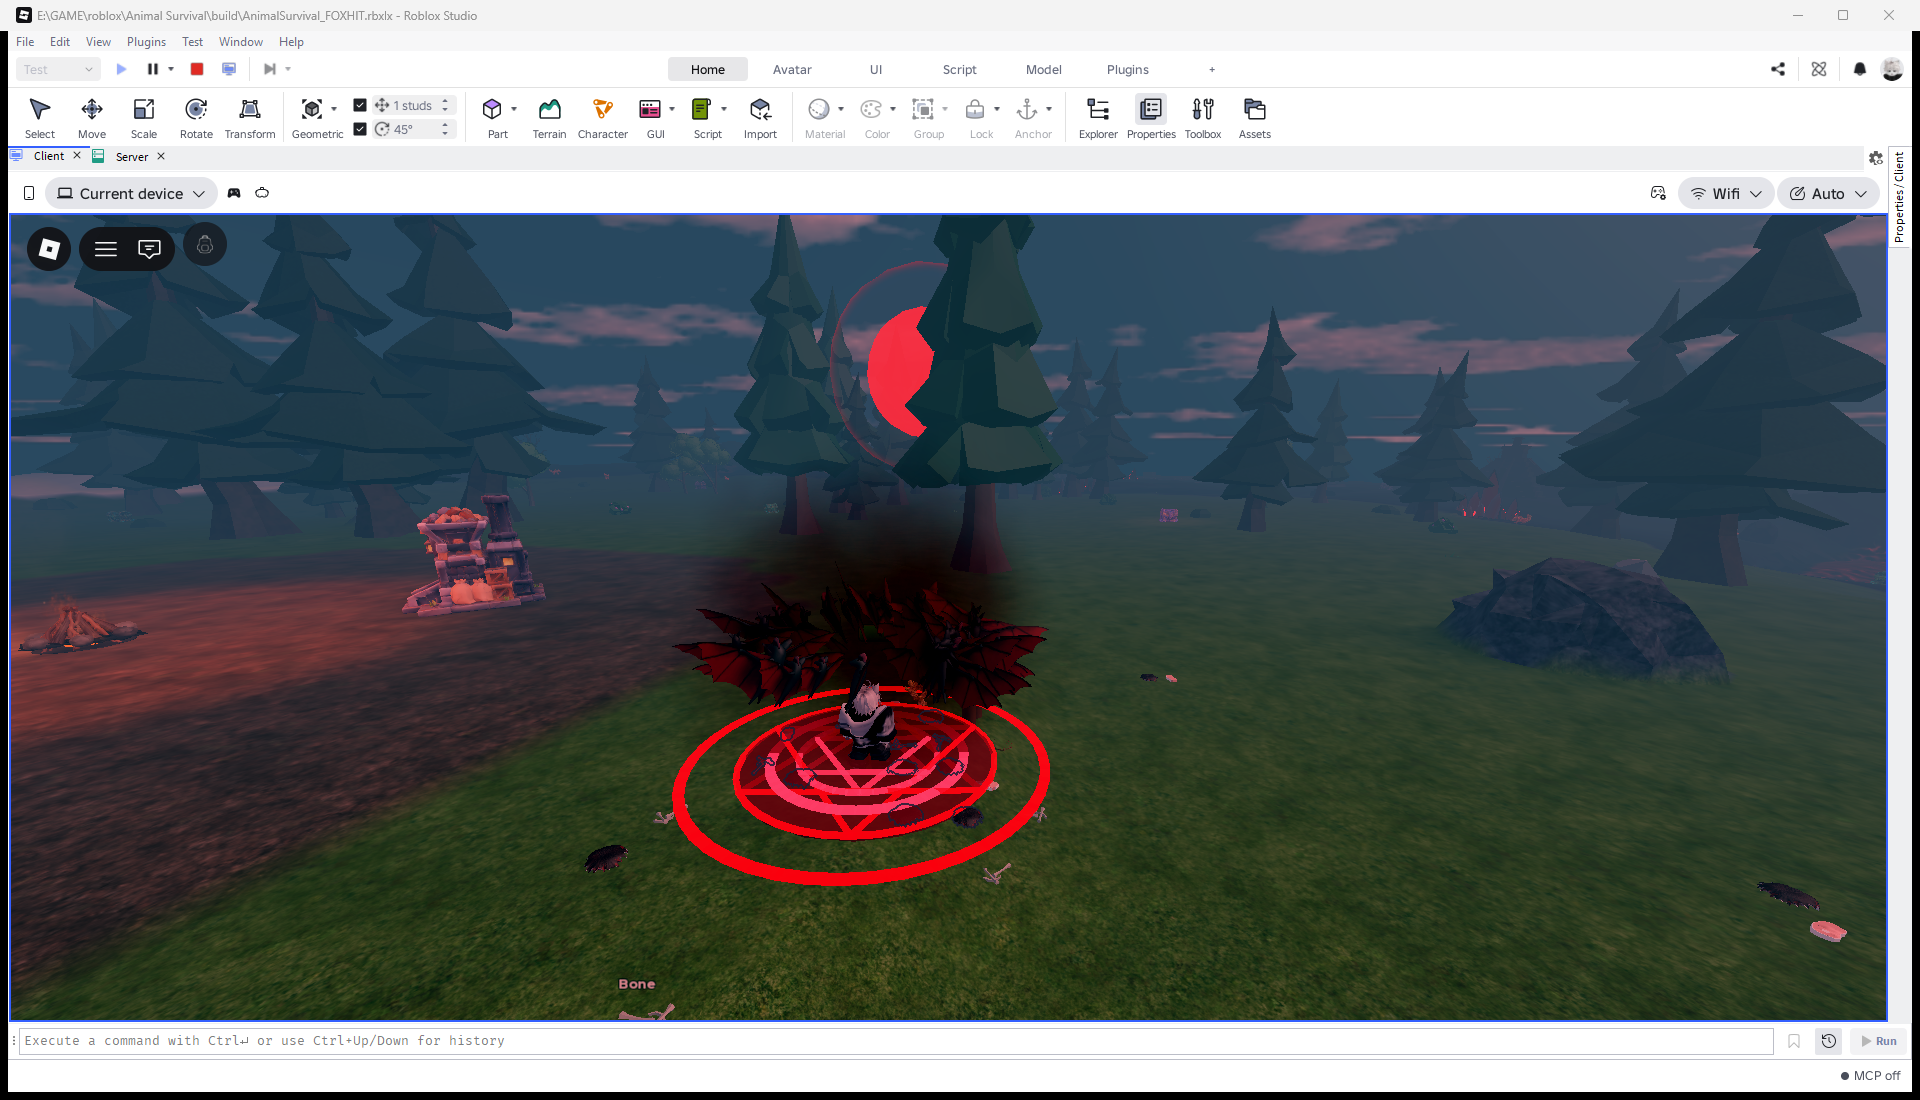 E:\GAME\roblox\Animal Survival\build\AnimalSurvival_FOXHIT.rbxlx - Roblox Studio
File Edit View Plugins Test Window Help
Test Home Avatar UI Script Model Plugins +
1 studs
45°
Select Move Scale Rotate Transform Geometric Part Terrain Character GUI Script Import Material Color Group Lock Anchor Explorer Properties Toolbox Assets
Client Server
Properties / Client
Current device Wifi Auto
Bone
Execute a command with Ctrl↵ or use Ctrl+Up/Down for history Run
MCP off